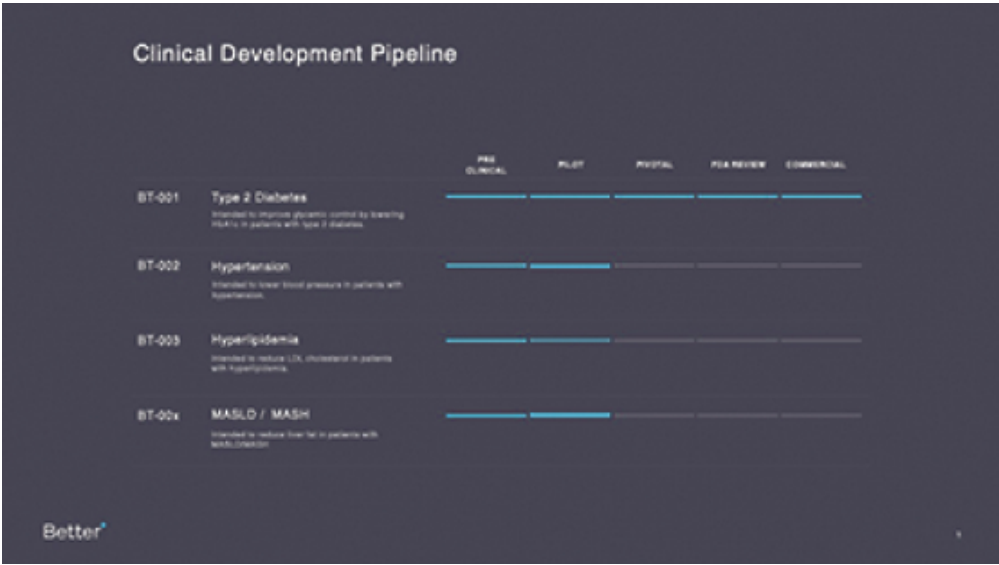 Clinical Development Pipeline
PRE
CLINICAL
PILOT
PIVOTAL
FDA REVIEW
COMMERCIAL
BT-001
Type 2 Diabetes
Intended to improve glycemic control by lowering
HbA1c in patients with type 2 diabetes.
BT-002
Hypertension
Intended to lower blood pressure in patients with
hypertension.
BT-003
Hyperlipidemia
Intended to reduce LDL cholesterol in patients
with hyperlipidemia.
BT-00x
MASLD / MASH
Intended to reduce liver fat in patients with
MASLD/MASH
Better